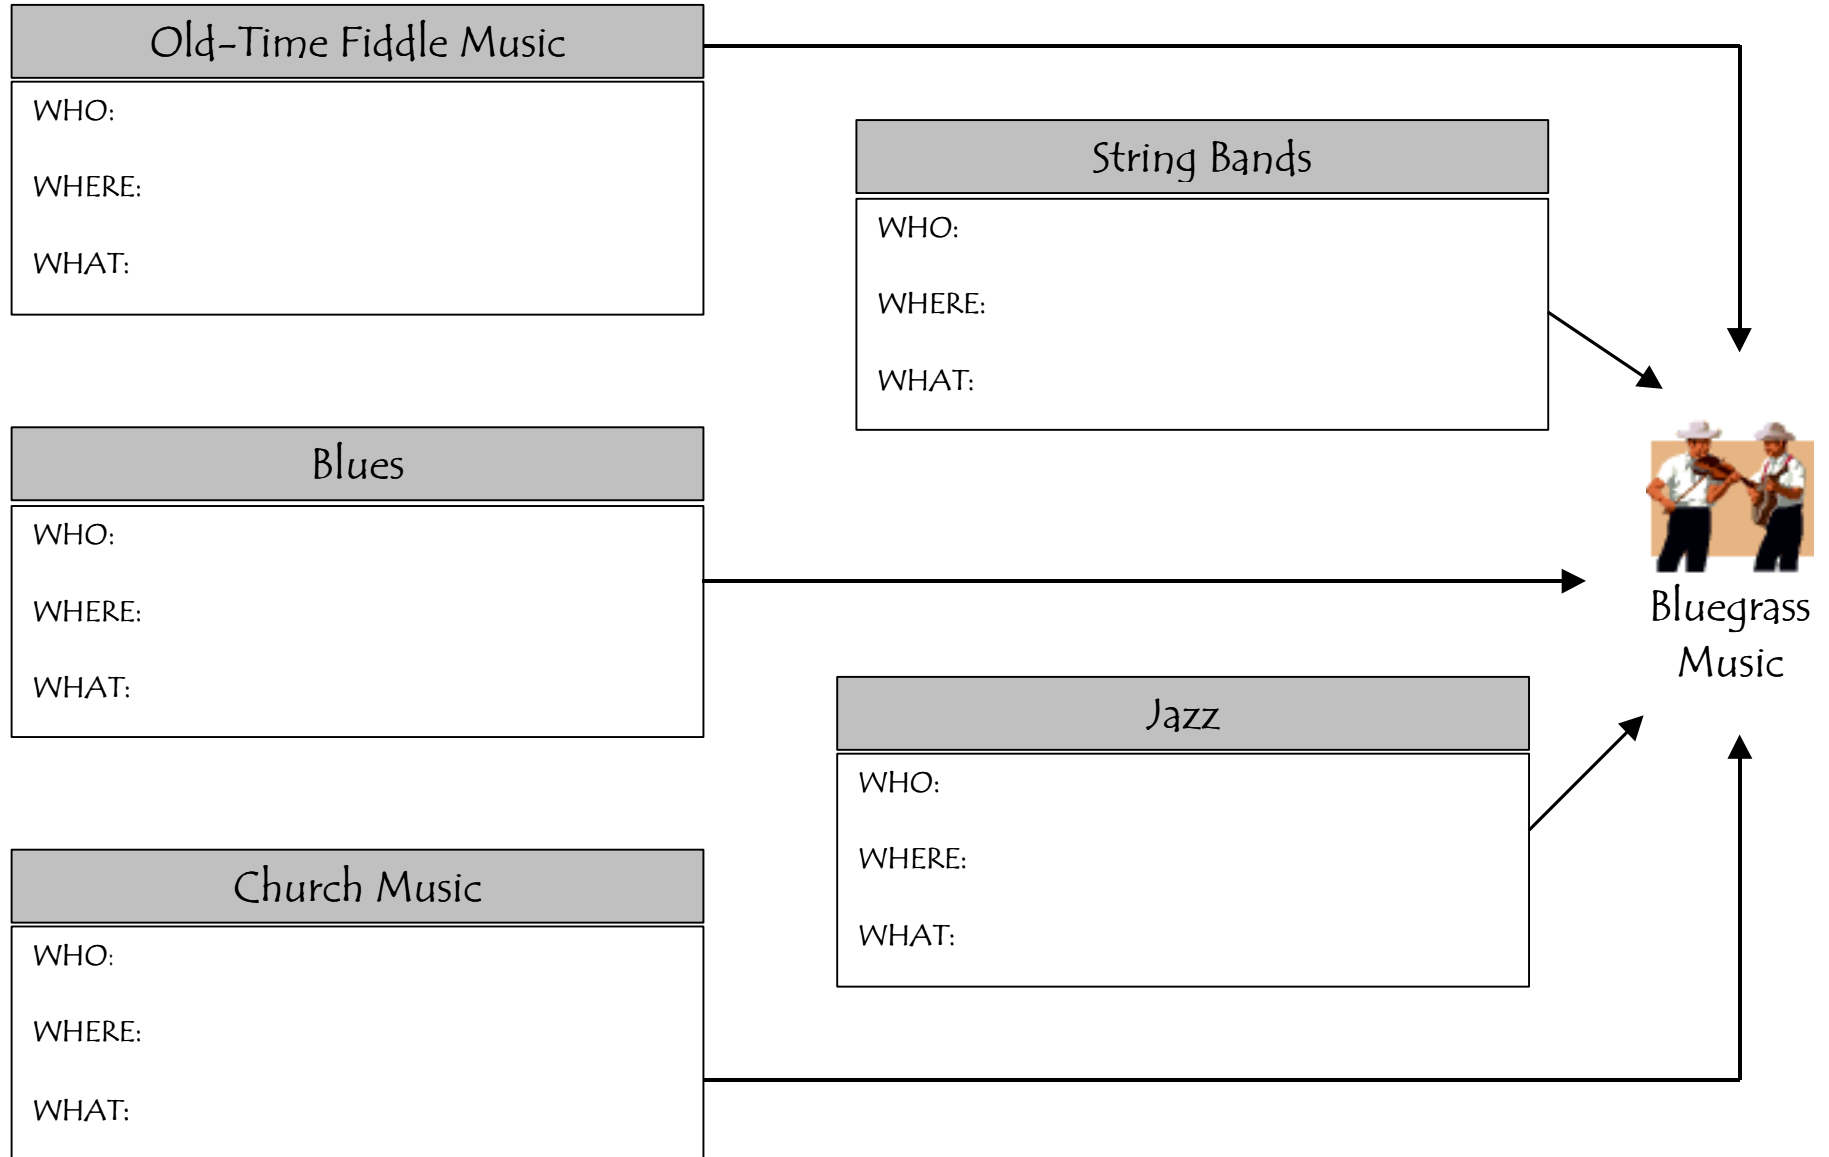 Old-Time Fiddle Music
WHO:
WHERE:
WHAT:
String Bands
WHO:
WHERE:
WHAT:
Blues
WHO:
WHERE:
WHAT:
Bluegrass
Music
Jazz
WHO:
WHERE:
WHAT:
Church Music
WHO:
WHERE:
WHAT: